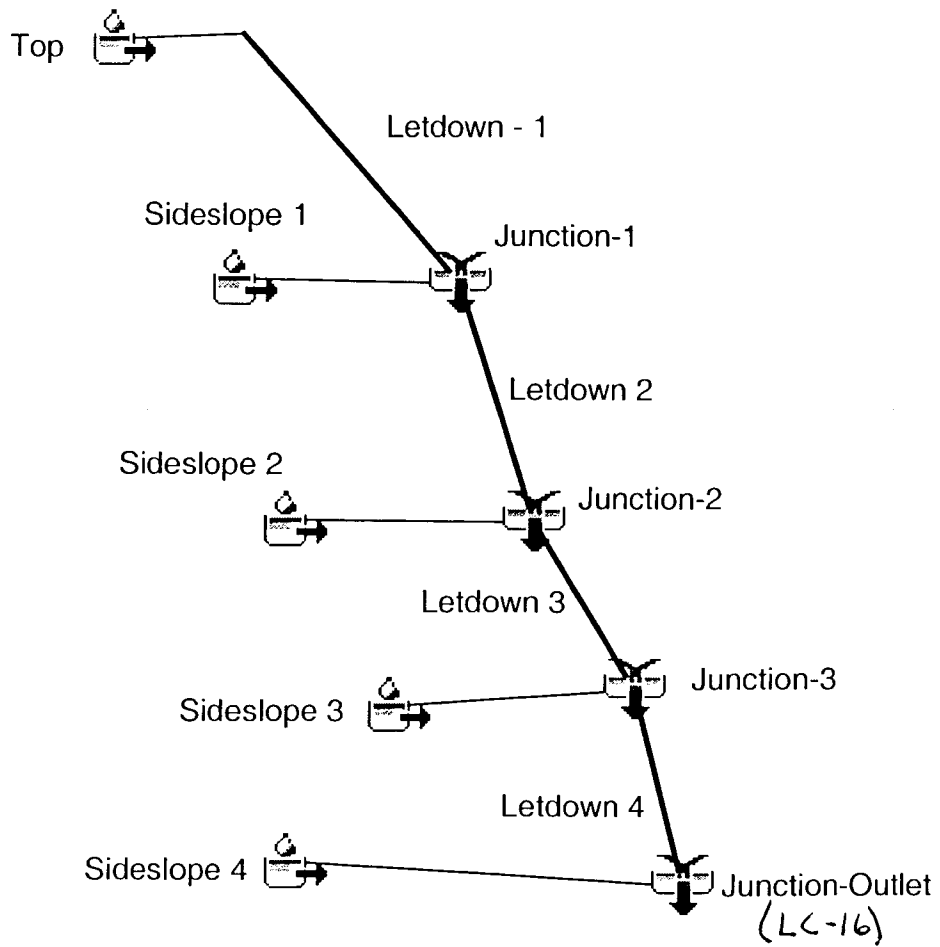 Top
Letdown - 1
Sideslope 1
Junction-1
Letdown 2
Sideslope 2
Junction-2
Letdown 3
Junction-3
Sideslope 3
Letdown 4
Sideslope 4
Junction-Outlet
(LC-16)